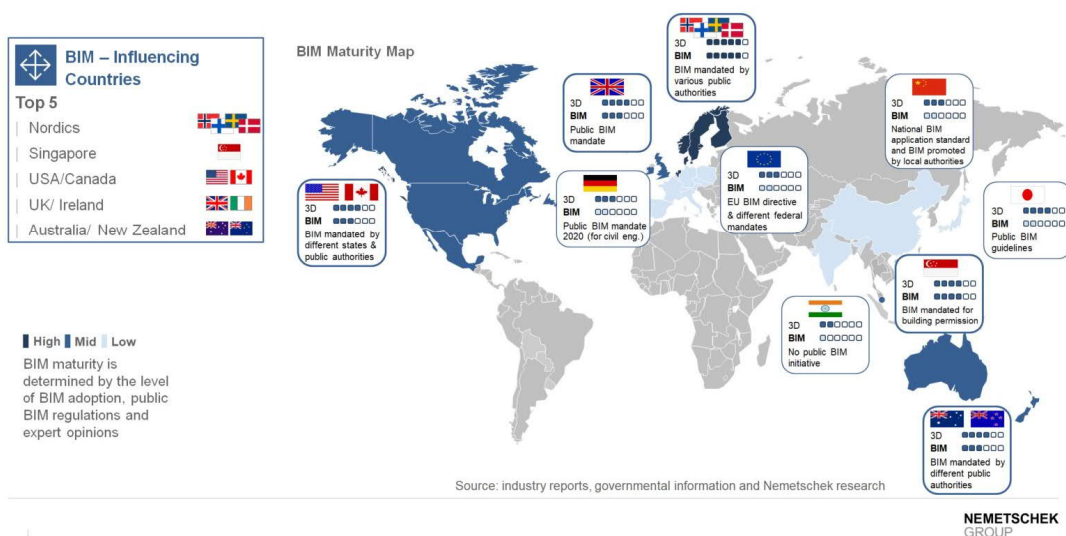 BIM – Influencing
Countries
Top 5
Nordics
Singapore
USA/Canada
UK/ Ireland
Australia/ New Zealand
High Mid Low
BIM maturity is
determined by the level
of BIM adoption, public
BIM regulations and
expert opinions
BIM Maturity Map
3D
BIM
BIM mandated by
various public
authorities
3D
BIM
Public BIM
mandate
3D
BIM
National BIM
application standard
and BIM promoted
by local authorities
3D
BIM
BIM mandated by
different states &
public authorities
3D
BIM
Public BIM mandate
2020 (for civil eng.)
3D
BIM
EU BIM directive
& different federal
mandates
3D
BIM
Public BIM
guidelines
3D
BIM
No public BIM
initiative
3D
BIM
BIM mandated for
building permission
3D
BIM
BIM mandated by
different public
authorities
Source: industry reports, governmental information and Nemetschek research
NEMETSCHEK
GROUP